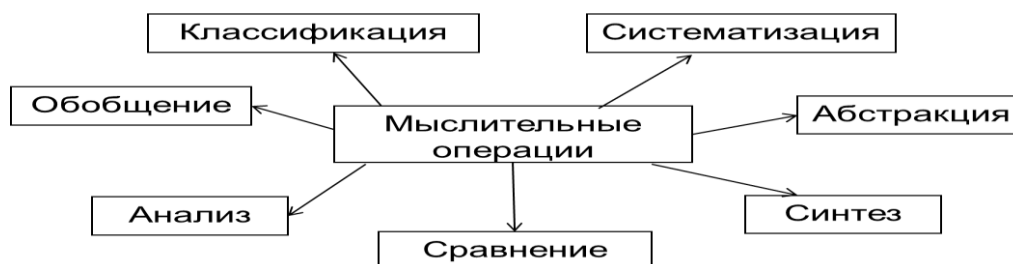 Классификация
Систематизация
Обобщение
Мыслительные
операции
Абстракция
Анализ
Синтез
Сравнение